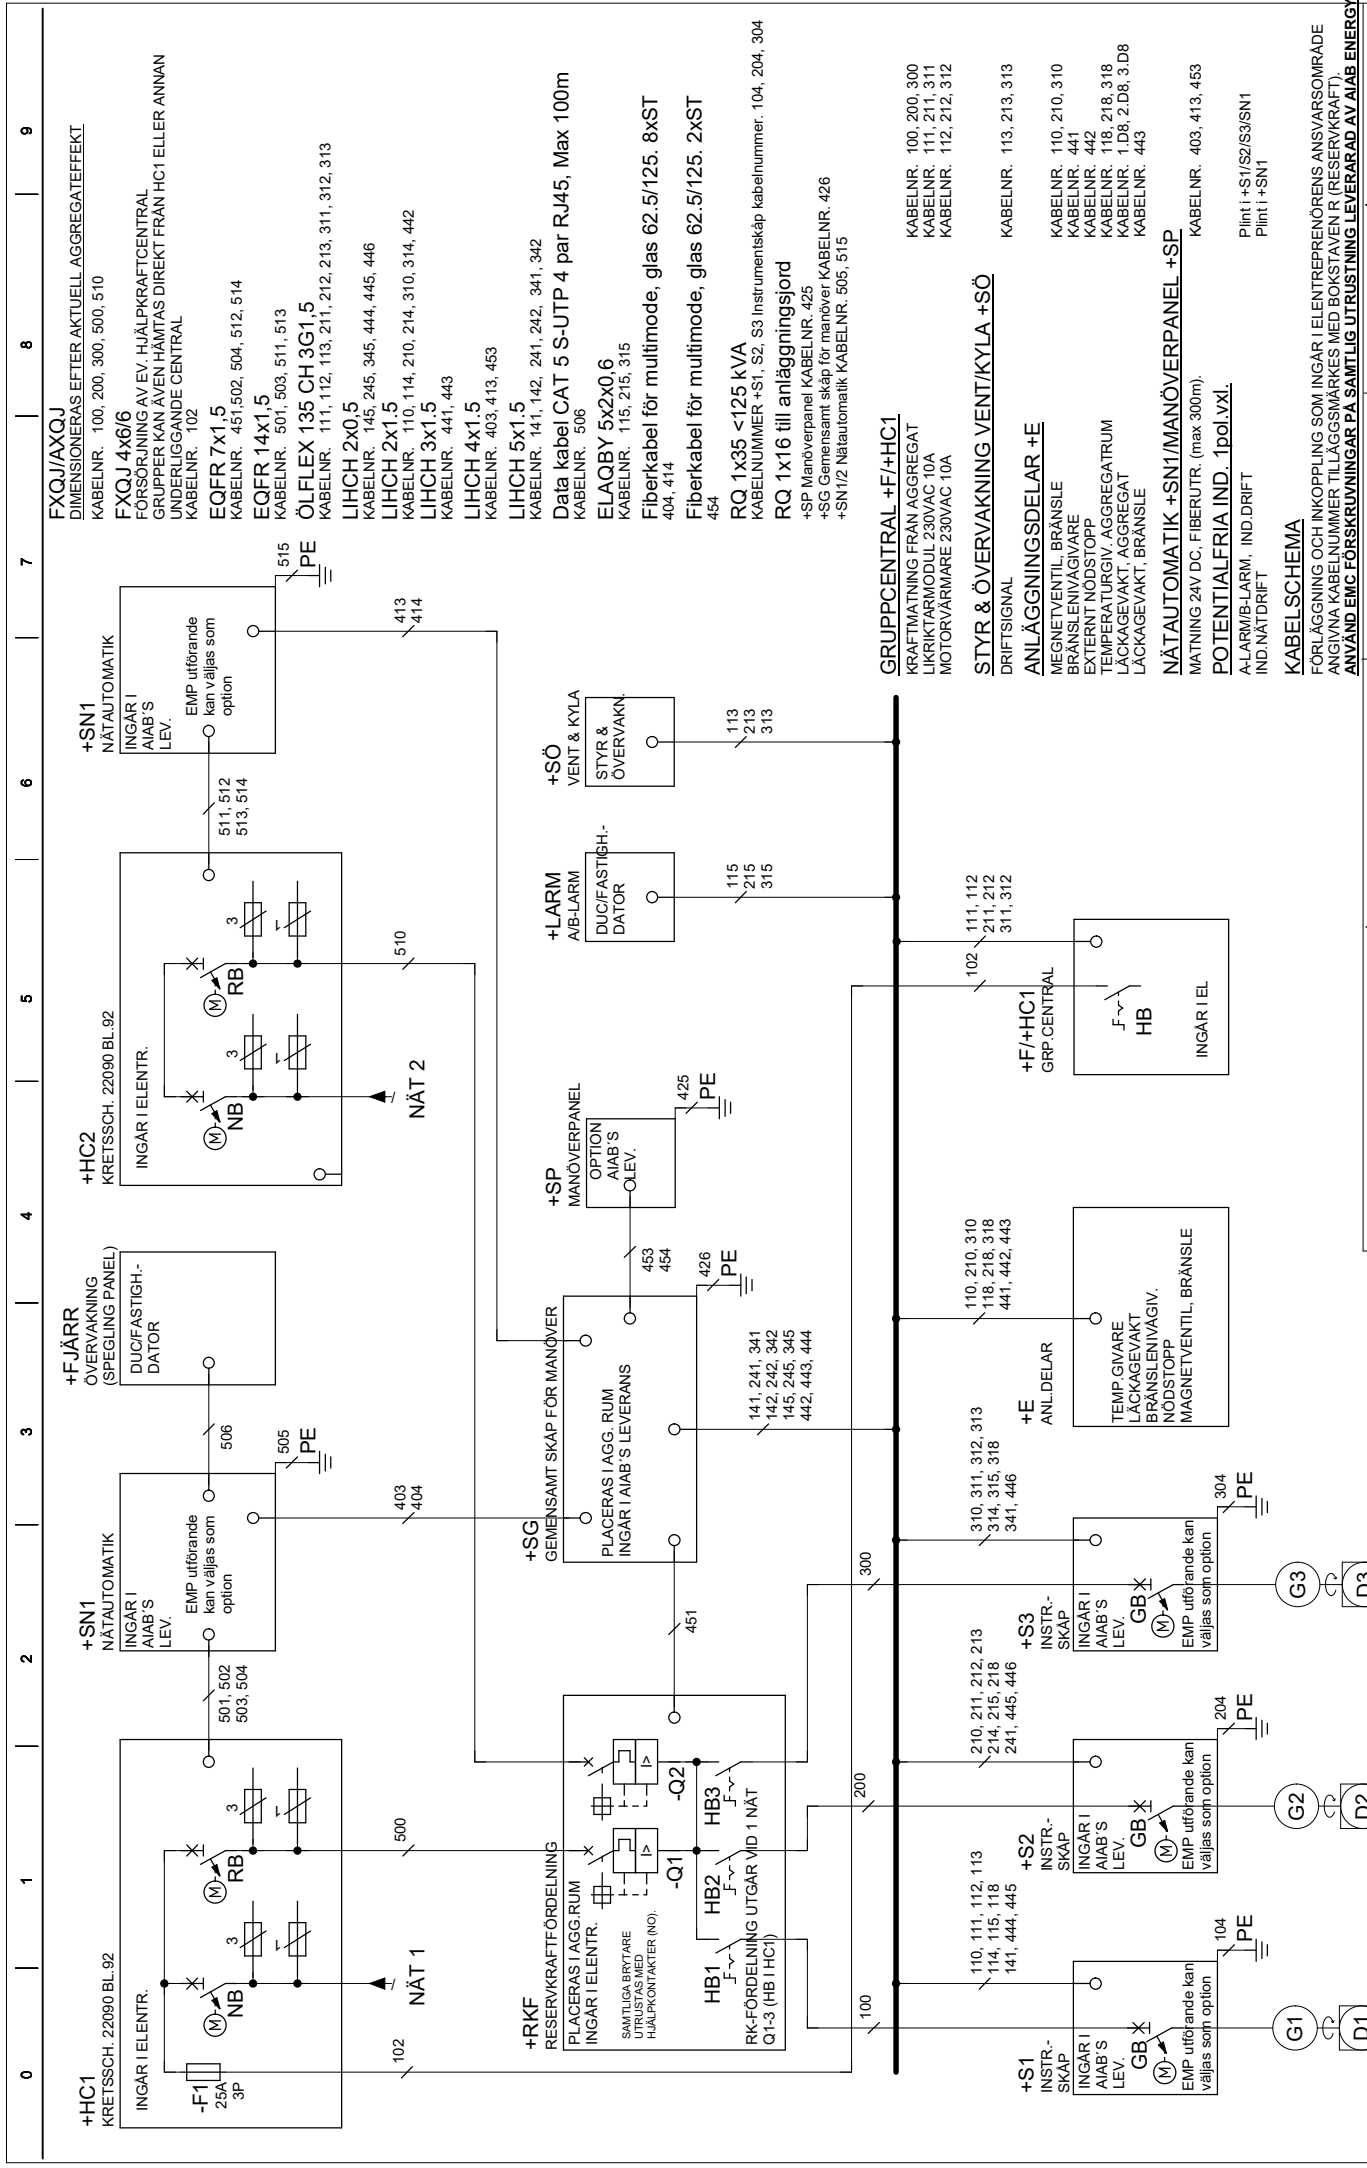 0 1 2 3 4 5 6 7 8 9
+HC1
KRETSSCH. 22090 BL.92
INGÅR I ELENTR.
-F1
25A
3P
M
NB
3
1
M
RB
3
1
NÄT 1
102
500
501, 502
503, 504
+SN1
NÄTAUTOMATIK
INGÅR I
AIAB'S
LEV.
EMP utförande
kan väljas som
option
505
PE
403
404
506
+FJÄRR
ÖVERVAKNING
(SPEGLING PANEL)
DUC/FASTIGH.-
DATOR
+HC2
KRETSSCH. 22090 BL.92
INGÅR I ELENTR.
M
NB
3
1
M
RB
3
1
NÄT 2
510
511, 512
513, 514
+SN1
NÄTAUTOMATIK
INGÅR I
AIAB'S
LEV.
EMP utförande
kan väljas som
option
515
PE
413
414
+RKF
RESERVKRAFTFÖRDELNING
PLACERAS I AGG.RUM
INGÅR I ELENTR.
SAMTLIGA BRYTARE
UTRUSTAS MED
HJÄLPKONTAKTER (NO).
I>
-Q1
I>
-Q2
HB1
HB2
HB3
RK-FÖRDELNING UTGÅR VID 1 NÄT
Q1-3 (HB I HC1)
451
+SG
GEMENSAMT SKÅP FÖR MANÖVER
PLACERAS I AGG. RUM
INGÅR I AIAB'S LEVERANS
426
PE
453
454
141, 241, 341
142, 242, 342
145, 245, 345
442, 443, 444
+SP
MANÖVERPANEL
OPTION
AIAB'S
LEV.
425
PE
+LARM
A/B-LARM
DUC/FASTIGH.-
DATOR
115
215
315
+SÖ
VENT & KYLA
STYR &
ÖVERVAKN.
113
213
313
100
200
300
+S1
INSTR.-
SKÅP
110, 111, 112, 113
114, 115, 118
141, 444, 445
INGÅR I
AIAB'S
LEV.
GB
M
EMP utförande kan
väljas som option
104
PE
G1
D1
+S2
INSTR.-
SKÅP
210, 211, 212, 213
214, 215, 218
241, 445, 446
INGÅR I
AIAB'S
LEV.
GB
M
EMP utförande kan
väljas som option
204
PE
G2
D2
+S3
INSTR.-
SKÅP
310, 311, 312, 313
314, 315, 318
341, 446
INGÅR I
AIAB'S
LEV.
GB
M
EMP utförande kan
väljas som option
304
PE
G3
D3
+E
ANL.DELAR
110, 210, 310
118, 218, 318
441, 442, 443
TEMP.GIVARE
LÄCKAGEVAKT
BRÄNSLENIVÅGIV.
NÖDSTOPP
MAGNETVENTIL, BRÄNSLE
+F/+HC1
GRP.CENTRAL
102
111, 112
211, 212
311, 312
HB
INGÅR I EL
FXQJ/AXQJ
DIMENSIONERAS EFTER AKTUELL AGGREGATEFFEKT
KABELNR. 100, 200, 300, 500, 510
FXQJ 4x6/6
FÖRSÖRJNING AV EV. HJÄLPKRAFTCENTRAL
GRUPPER KAN ÄVEN HÄMTAS DIREKT FRÅN HC1 ELLER ANNAN
UNDERLIGGANDE CENTRAL
KABELNR. 102
EQFR 7x1,5
KABELNR. 451,502, 504, 512, 514
EQFR 14x1,5
KABELNR. 501, 503, 511, 513
ÖLFLEX 135 CH 3G1,5
KABELNR. 111, 112, 113, 211, 212, 213, 311, 312, 313
LIHCH 2x0,5
KABELNR. 145, 245, 345, 444, 445, 446
LIHCH 2x1.5
KABELNR. 110, 114, 210, 214, 310, 314, 442
LIHCH 3x1.5
KABELNR. 441, 443
LIHCH 4x1.5
KABELNR. 403, 413, 453
LIHCH 5x1.5
KABELNR. 141, 142, 241, 242, 341, 342
Data kabel CAT 5 S-UTP 4 par RJ45, Max 100m
KABELNR. 506
ELAQBY 5x2x0,6
KABELNR. 115, 215, 315
Fiberkabel för multimode, glas 62.5/125. 8xST
404, 414
Fiberkabel för multimode, glas 62.5/125. 2xST
454
RQ 1x35 <125 kVA
KABELNUMMER +S1, S2, S3 Instrumentskåp kabelnummer. 104, 204, 304
RQ 1x16 till anläggningsjord
+SP Manöverpanel KABELNR. 425
+SG Gemensamt skåp för manöver KABELNR. 426
+SN1/2 Nätautomatik KABELNR. 505, 515
GRUPPCENTRAL +F/+HC1
KRAFTMATNING FRÅN AGGREGAT KABELNR. 100, 200, 300
LIKRIKTARMODUL 230VAC 10A KABELNR. 111, 211, 311
MOTORVÄRMARE 230VAC 10A KABELNR. 112, 212, 312
STYR & ÖVERVAKNING VENT/KYLA +SÖ
DRIFTSIGNAL KABELNR. 113, 213, 313
ANLÄGGNINGSDELAR +E
MEGNETVENTIL, BRÄNSLE KABELNR. 110, 210, 310
BRÄNSLENIVÅGIVARE KABELNR. 441
EXTERNT NÖDSTOPP KABELNR. 442
TEMPERATURGIV. AGGREGATRUM KABELNR. 118, 218, 318
LÄCKAGEVAKT, AGGREGAT KABELNR. 1.D8, 2.D8, 3.D8
LÄCKAGEVAKT, BRÄNSLE KABELNR. 443
NÄTAUTOMATIK +SN1/MANÖVERPANEL +SP
MATNING 24V DC, FIBERUTR. (max 300m). KABELNR. 403, 413, 453
POTENTIALFRIA IND. 1pol.vxl.
A-LARM/B-LARM, IND.DRIFT Plint i +S1/S2/S3/SN1
IND.NÄTDRIFT Plint i +SN1
KABELSCHEMA
FÖRLÄGGNING OCH INKOPPLING SOM INGÅR I ELENTREPRENÖRENS ANSVARSOMRÅDE
ANGIVNA KABELNUMMER TILLÄGGSMÄRKES MED BOKSTAVEN R (RESERVKRAFT).
ANVÄND EMC FÖRSKRUVNINGAR PÅ SAMTLIG UTRUSTNING LEVERARAD AV AIAB ENERGY